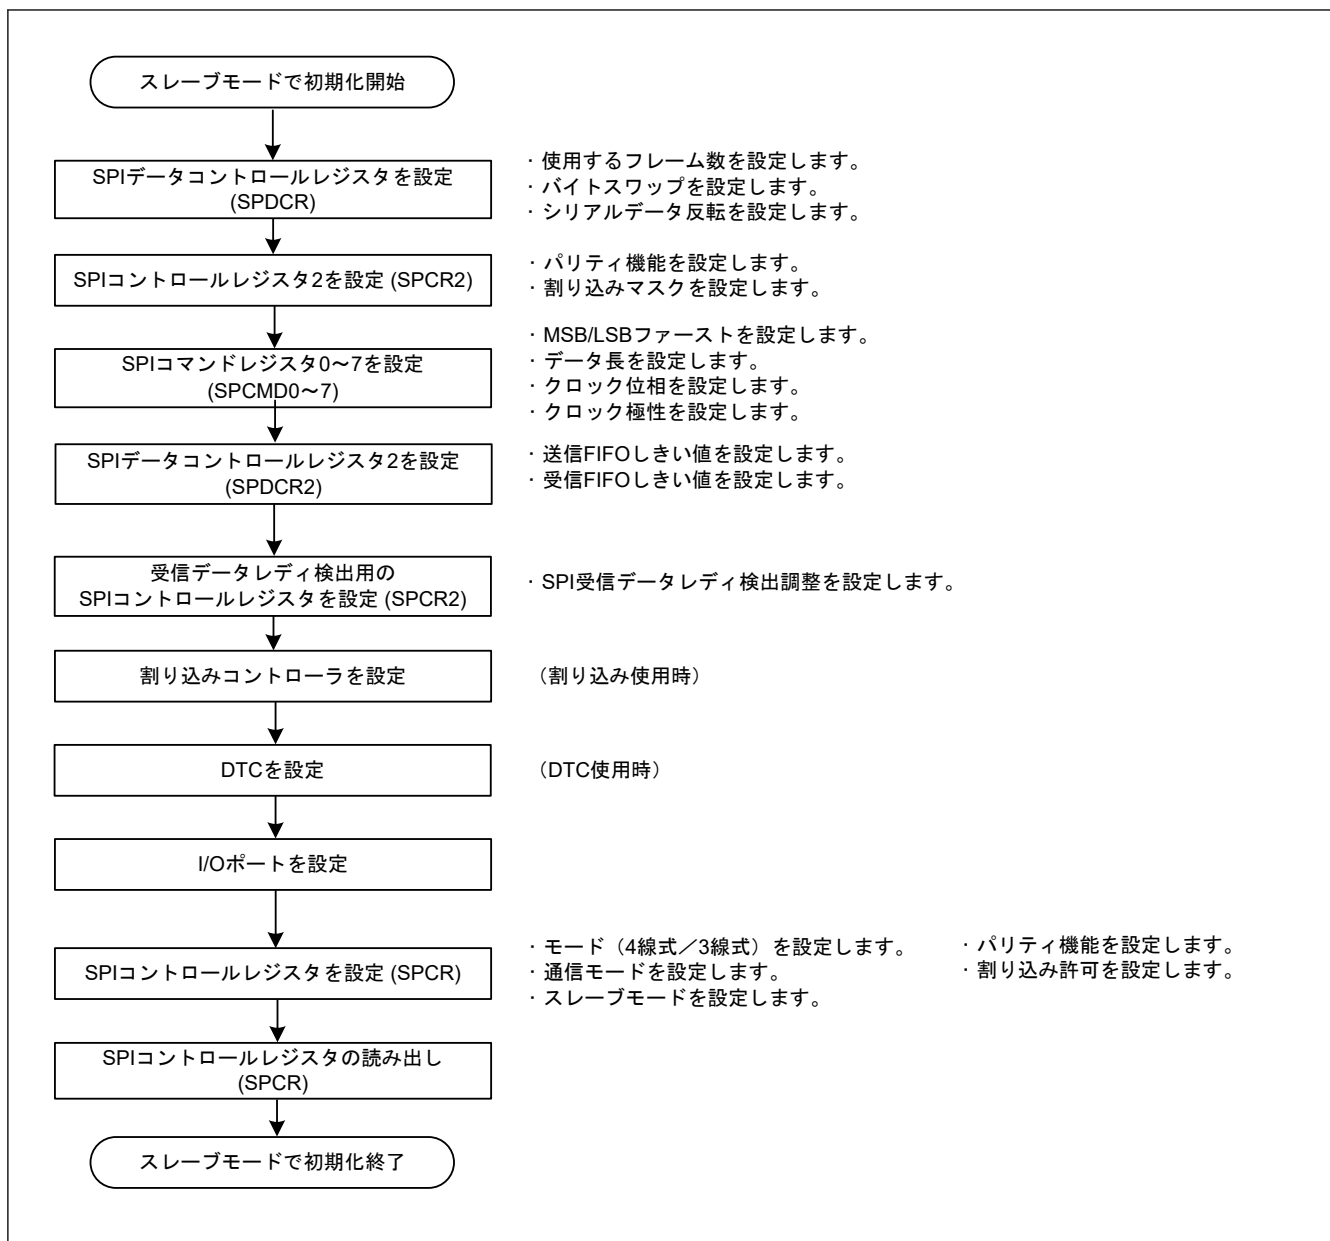 スレーブモードで初期化開始
SPIデータコントロールレジスタを設定
(SPDCR)
・使用するフレーム数を設定します。
・バイトスワップを設定します。
・シリアルデータ反転を設定します。
SPIコントロールレジスタ2を設定 (SPCR2)
・パリティ機能を設定します。
・割り込みマスクを設定します。
SPIコマンドレジスタ0～7を設定
(SPCMD0～7)
・MSB/LSBファーストを設定します。
・データ長を設定します。
・クロック位相を設定します。
・クロック極性を設定します。
SPIデータコントロールレジスタ2を設定
(SPDCR2)
・送信FIFOしきい値を設定します。
・受信FIFOしきい値を設定します。
受信データレディ検出用の
SPIコントロールレジスタを設定 (SPCR2)
・SPI受信データレディ検出調整を設定します。
割り込みコントローラを設定
（割り込み使用時）
DTCを設定
（DTC使用時）
I/Oポートを設定
SPIコントロールレジスタを設定 (SPCR)
・モード（4線式／3線式）を設定します。
・通信モードを設定します。
・スレーブモードを設定します。
・パリティ機能を設定します。
・割り込み許可を設定します。
SPIコントロールレジスタの読み出し
(SPCR)
スレーブモードで初期化終了